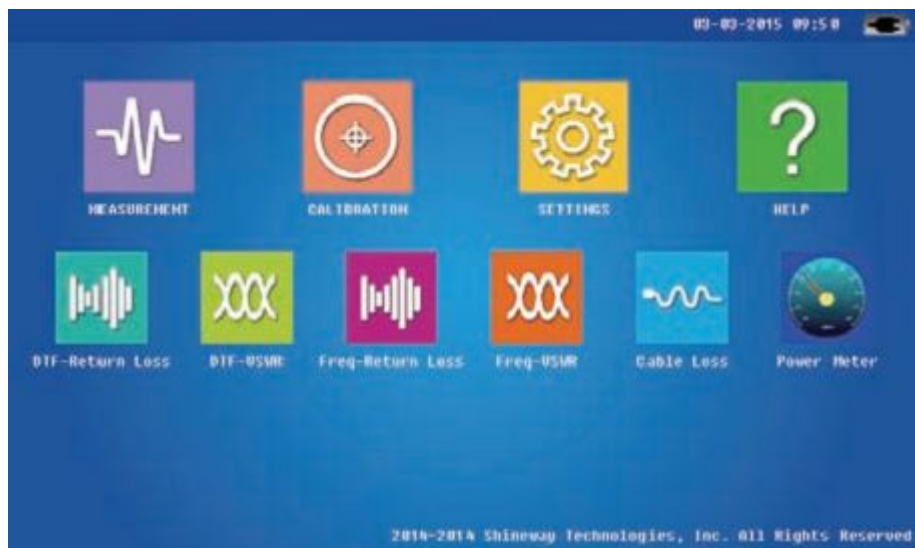 03-03-2015 09:50
MEASUREMENT CALIBRATION SETTINGS HELP
DTF-Return Loss DTF-VSWR Freq-Return Loss Freq-VSWR Cable Loss Power Meter
2014-2014 Shineway Technologies, Inc. All Rights Reserved